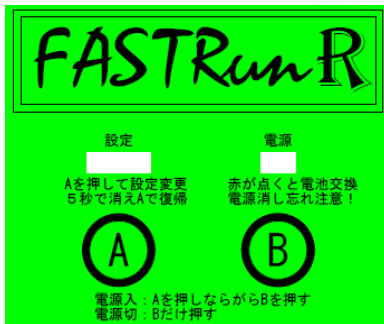 FASTRun R
設定 電源
Aを押して設定変更 赤が点くと電池交換
5秒で消えAで復帰 電源消し忘れ注意！
A B
電源入：Aを押しならがらBを押す
電源切：Bだけ押す